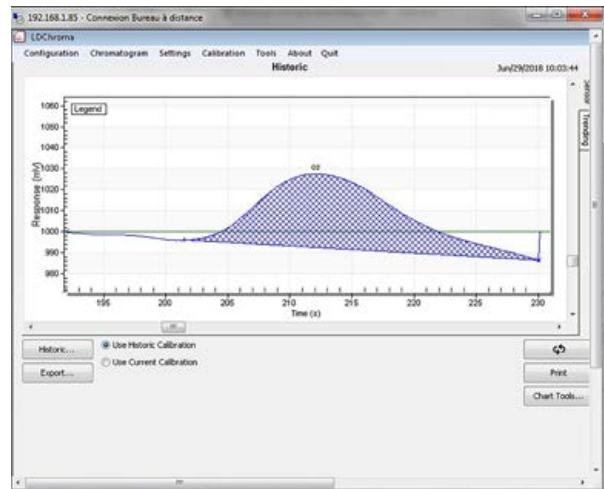 192.168.1.85 - Connexion Bureau à distance
LDChroma
Configuration Chromatogram Settings Calibration Tools About Quit
Historic
Jun/29/2018 10:03:44
Sensor
Trending
Legend
O2
Response (mV)
1060
1050
1040
1030
1020
1010
1000
990
980
195 200 205 210 215 220 225 230
Time (s)
Historic...
Use Historic Calibration
Export...
Use Current Calibration
Print
Chart Tools...